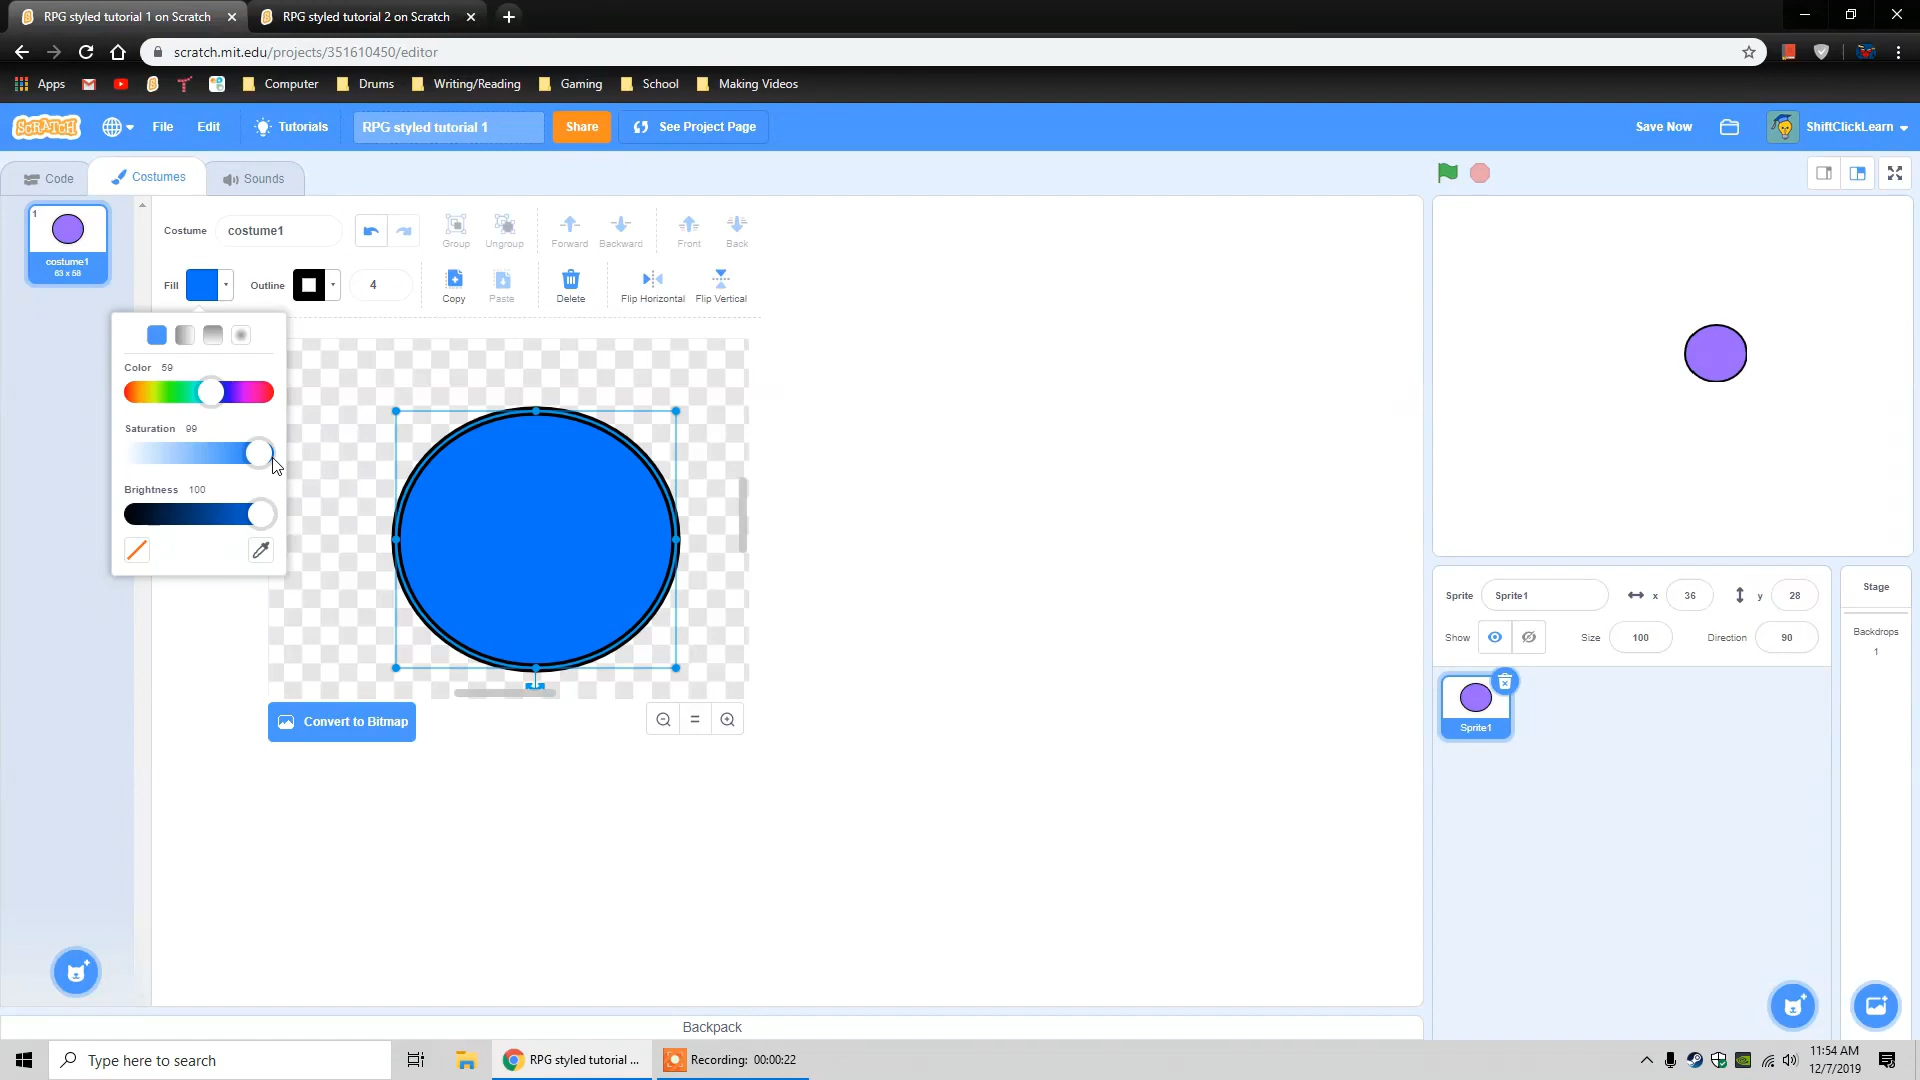 RPG styled tutorial 1 on Scratch
RPG styled tutorial 2 on Scratch
scratch.mit.edu/projects/351610450/editor
Apps
Computer
Drums
Writing/Reading
Gaming
School
Making Videos
SCRATCH
File
Edit
Tutorials
RPG styled tutorial 1
Share
See Project Page
Save Now
ShiftClickLearn
Code
Costumes
Sounds
1
costume1
63 x 58
Costume
costume1
Group
Ungroup
Forward
Backward
Front
Back
Fill
Outline
4
Copy
Paste
Delete
Flip Horizontal
Flip Vertical
Color 59
Saturation 99
Brightness 100
Convert to Bitmap
Sprite
Sprite1
x
36
y
28
Show
Size
100
Direction
90
Sprite1
Stage
Backdrops
1
Backpack
Type here to search
RPG styled tutorial ...
Recording: 00:00:22
11:54 AM
12/7/2019